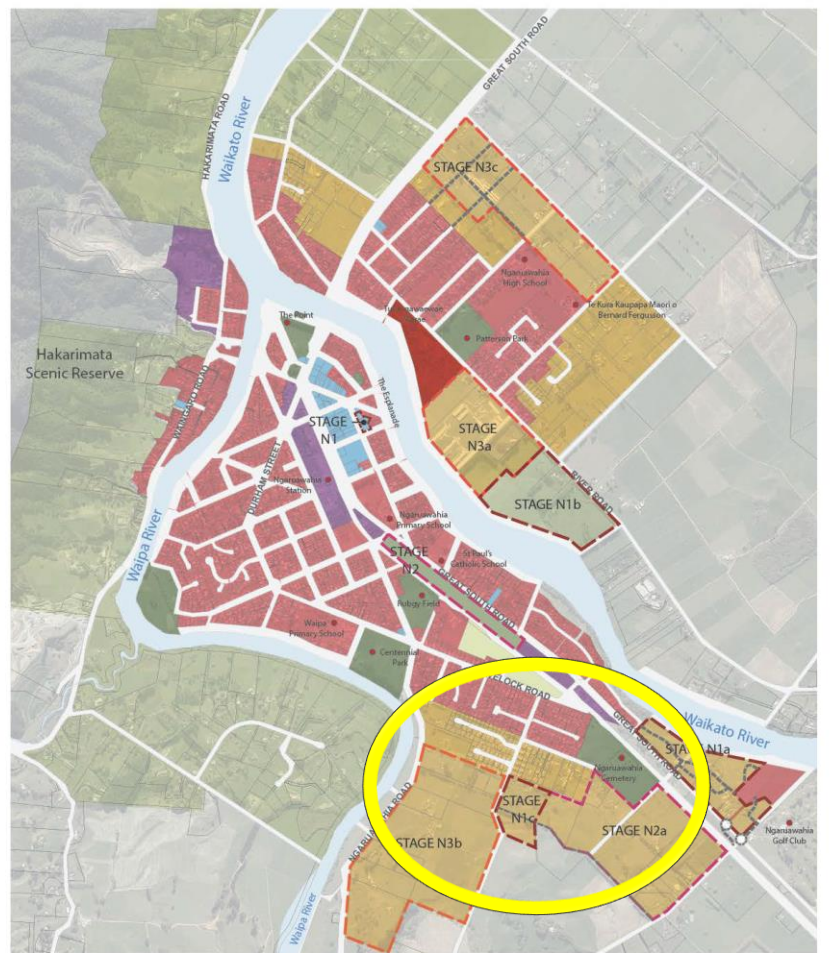 GREAT SOUTH ROAD
HAKARIMATA ROAD
Waikato River
STAGE N3c
Ngaruawahia
High School
Te Kura Kaupapa Maori o
Bernard Fergusson
The Point
Patterson Park
Hakarimata
Scenic Reserve
The Esplanade
STAGE
N1
STAGE
N3a
DURHAM STREET
RIVER ROAD
STAGE N1b
Ngaruawahia
Station
Ngaruawahia
Primary School
Waipa River
STAGE
N2
St Paul's
Catholic School
GREAT SOUTH ROAD
Rubgy Field
Waipa
Primary School
Centennial
Park
LOCK ROAD
Waikato River
GREAT SOUTH ROAD
STAGE N1a
Ngaruawahia
Cemetery
STAGE
N1c
STAGE N2a
Ngaruawahia
Golf Club
STAGE N3b
NGARUAWAHIA ROAD
Waipa River